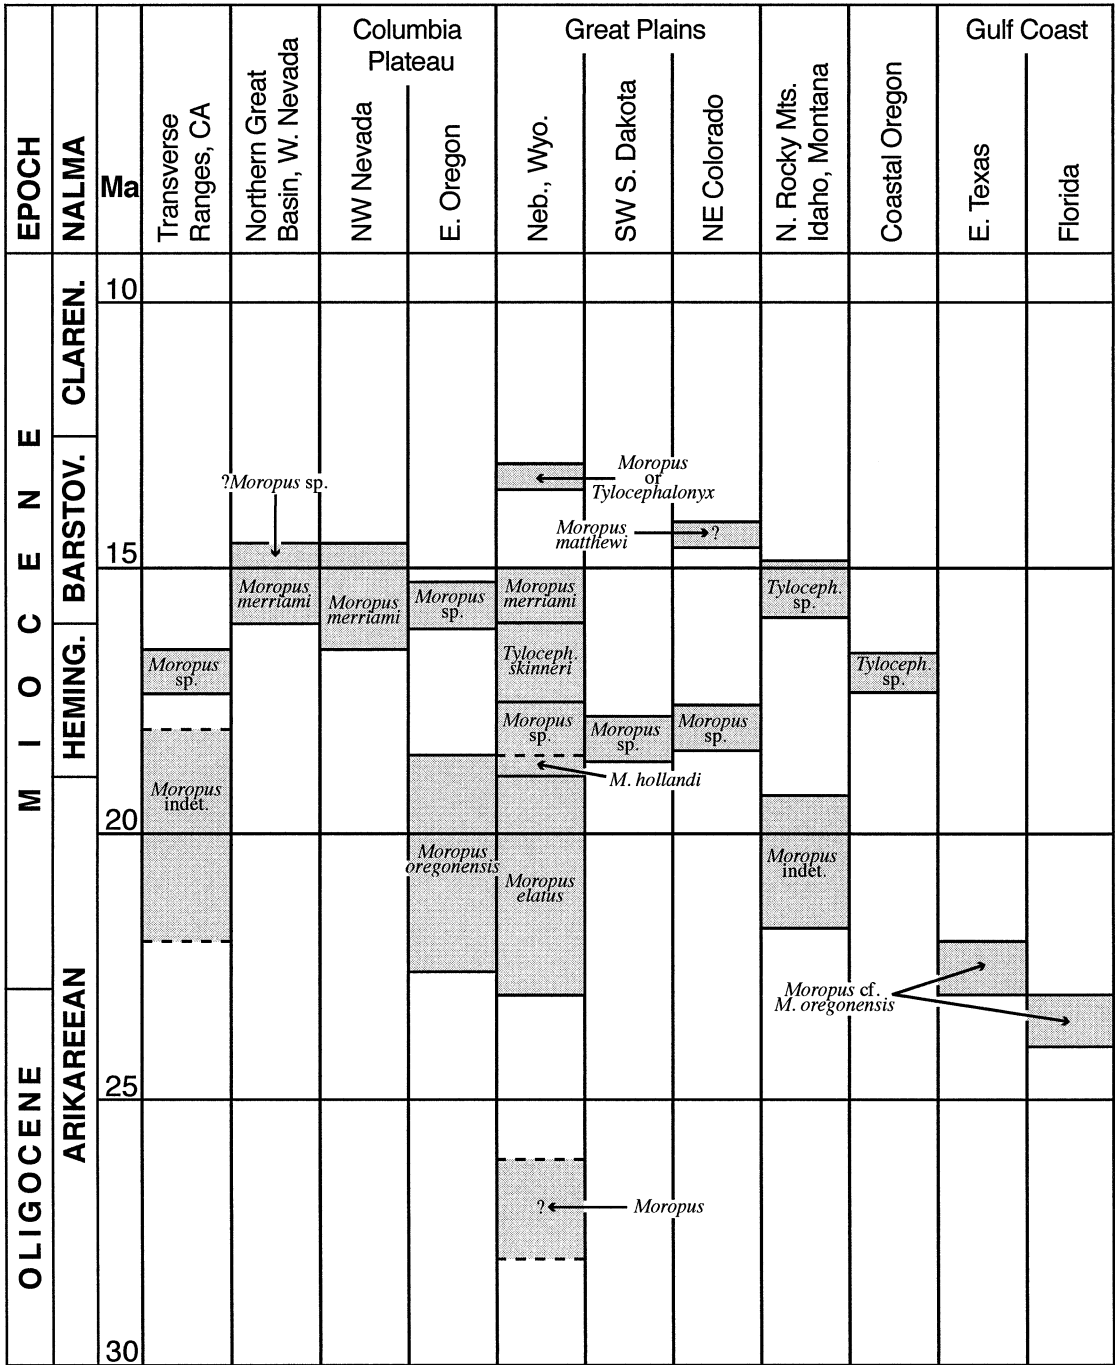 EPOCH
NALMA
Ma
Transverse
Ranges, CA
Northern Great
Basin, W. Nevada
Columbia
Plateau
NW Nevada
E. Oregon
Great Plains
Neb., Wyo.
SW S. Dakota
NE Colorado
N. Rocky Mts.
Idaho, Montana
Coastal Oregon
Gulf Coast
E. Texas
Florida
MIOCENE
OLIGOCENE
CLAREN.
BARSTOV.
HEMING.
ARIKAREEAN
10
15
20
25
30
?Moropus sp.
Moropus
or
Tylocephalonyx
Moropus
matthewi
?
Moropus
merriami
Moropus
merriami
Moropus
sp.
Moropus
merriami
Tyloceph.
sp.
Moropus
sp.
Tyloceph.
skinneri
Tyloceph.
sp.
Moropus
sp.
Moropus
sp.
Moropus
sp.
M. hollandi
Moropus
indet.
Moropus
oregonensis
Moropus
elatus
Moropus
indet.
Moropus cf.
M. oregonensis
?
Moropus